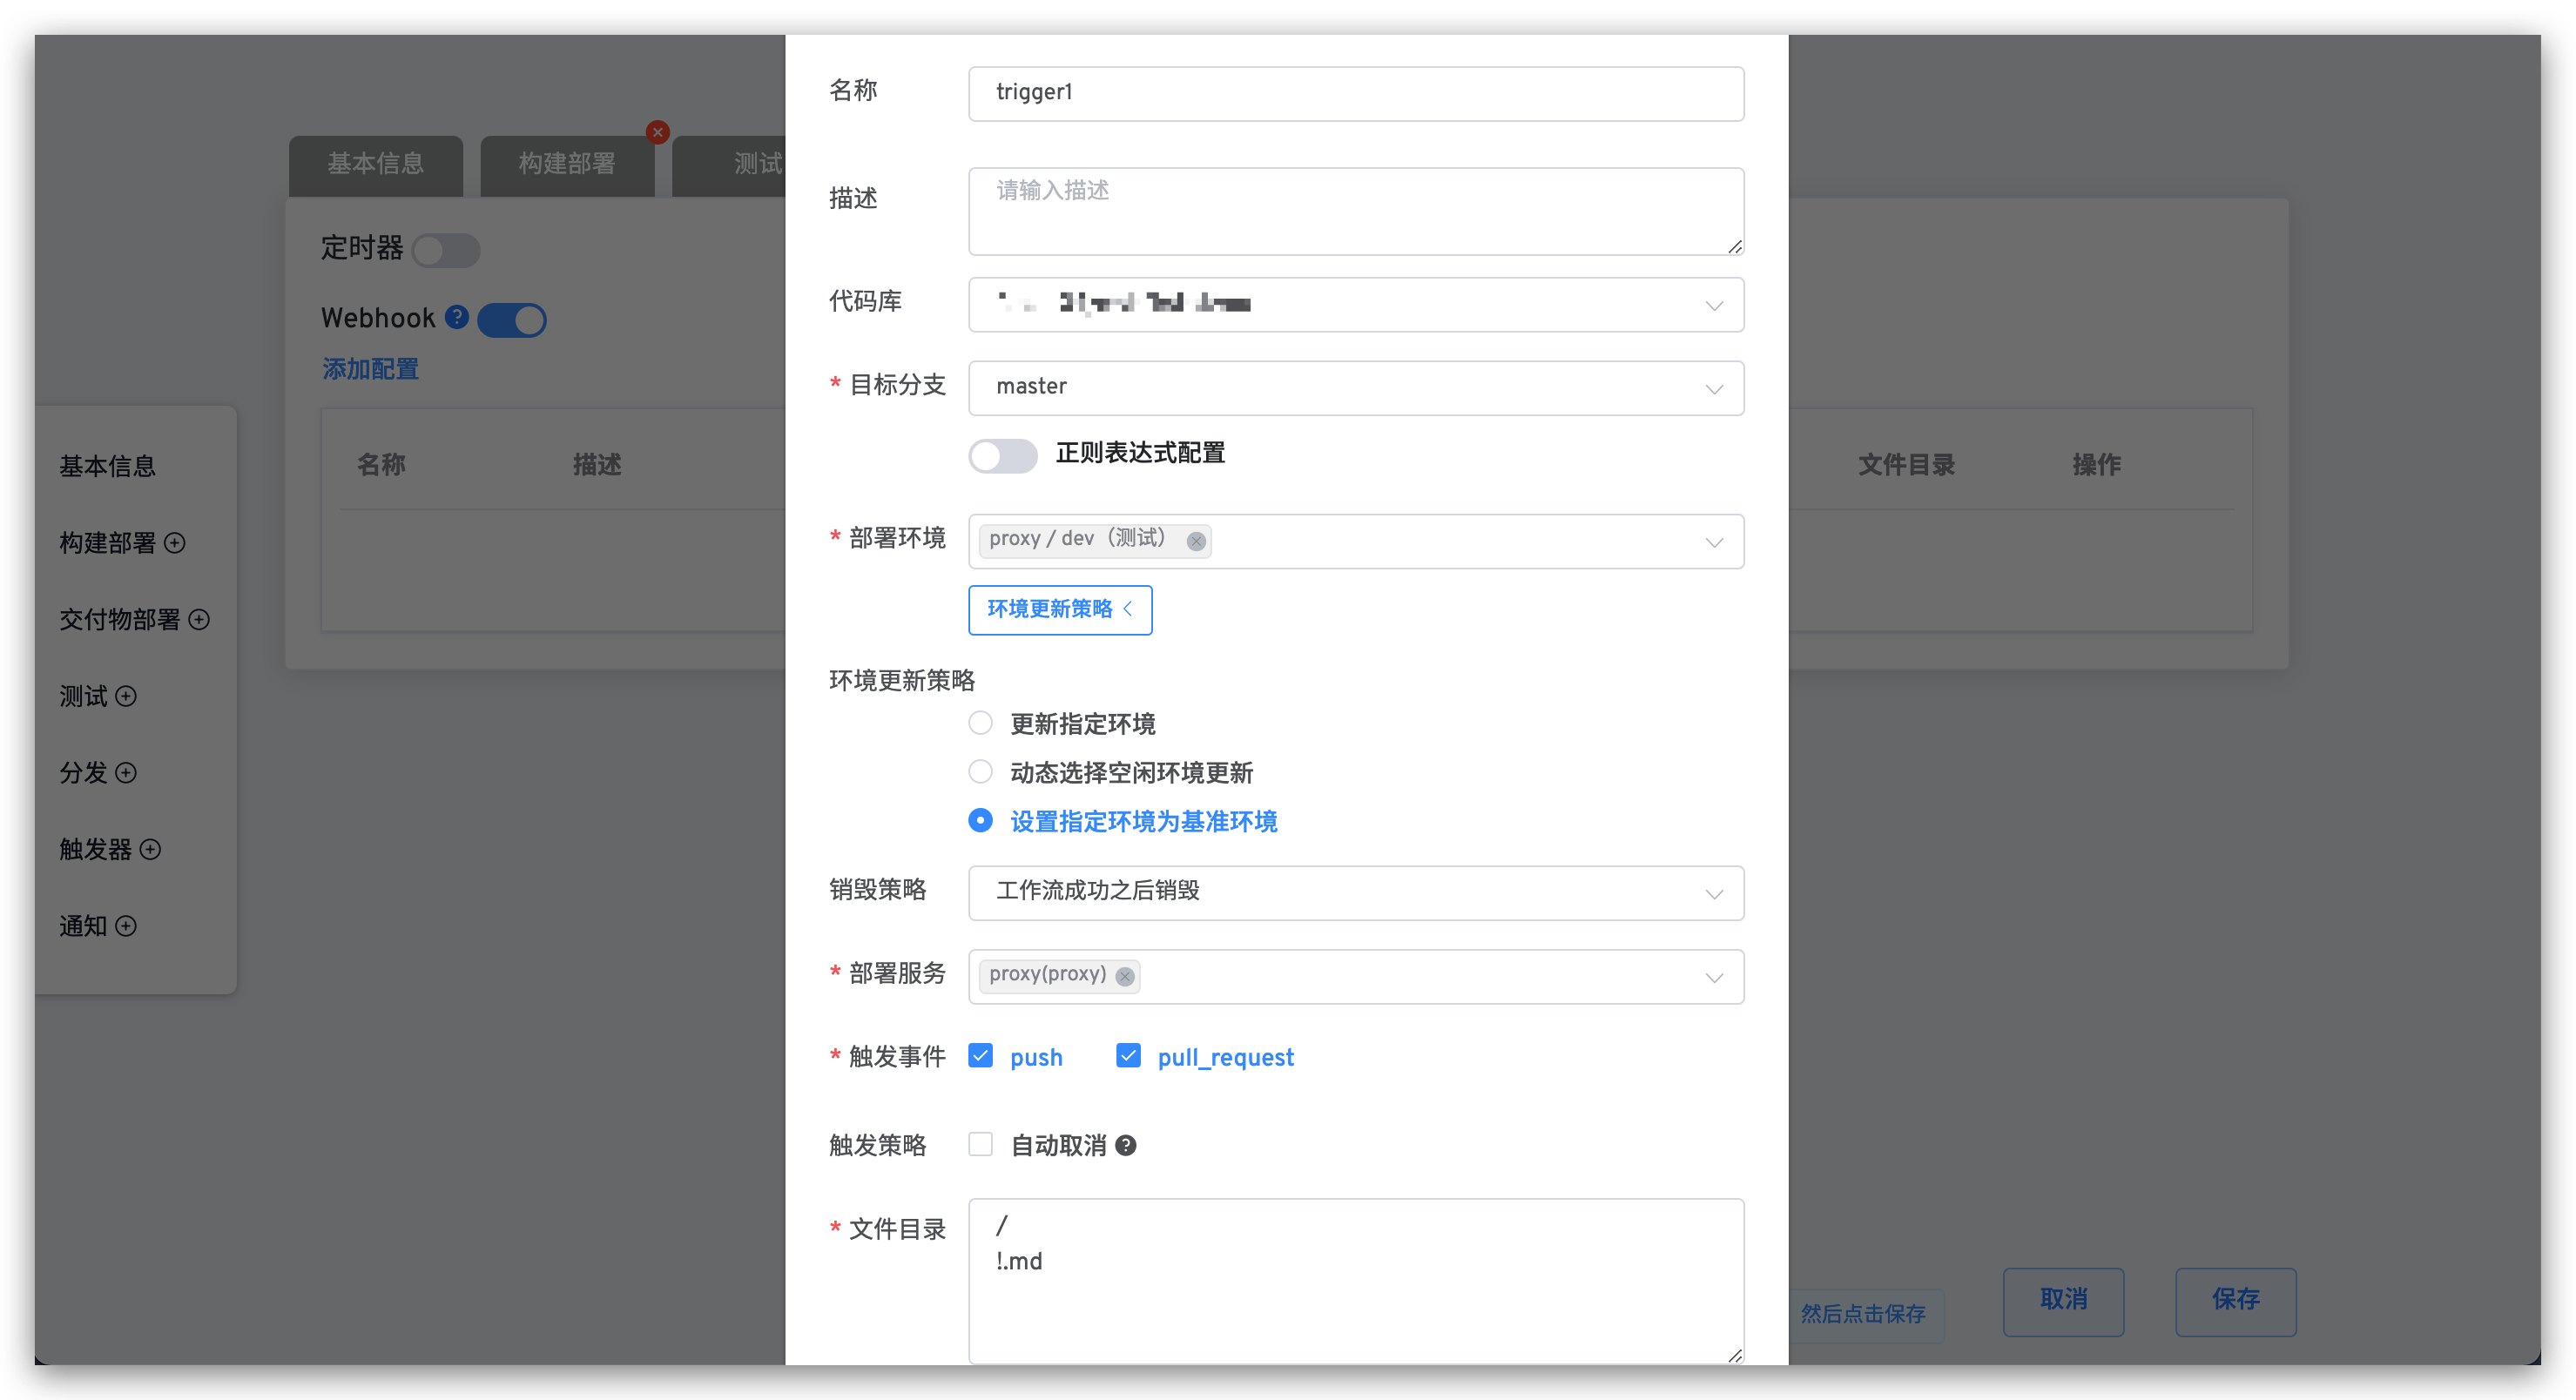 基本信息
构建部署
测试
定时器
Webhook
添加配置
名称 描述
文件目录 操作
基本信息
构建部署
交付物部署
测试
分发
触发器
通知
名称 trigger1
描述 请输入描述
代码库
* 目标分支 master
正则表达式配置
* 部署环境 proxy / dev（测试）
环境更新策略
环境更新策略
更新指定环境
动态选择空闲环境更新
设置指定环境为基准环境
销毁策略 工作流成功之后销毁
* 部署服务 proxy(proxy)
* 触发事件 push pull_request
触发策略 自动取消
* 文件目录 /
!.md
然后点击保存
取消
保存